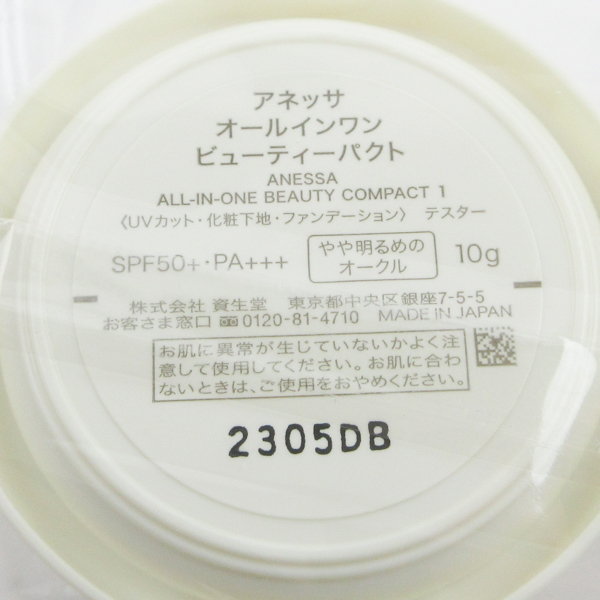 アネッサ
オールインワン
ビューティーパクト
ANESSA
ALL-IN-ONE BEAUTY COMPACT 1
〈UVカット・化粧下地・ファンデーション〉 テスター
SPF50+・PA+++ やや明るめの オークル 10g
株式会社 資生堂 東京都中央区銀座7-5-5
お客さま窓口 0120-81-4710 MADE IN JAPAN
お肌に異常が生じていないかよく注
意して使用してください。お肌に合わ
ないときは、ご使用をおやめください。
2305DB